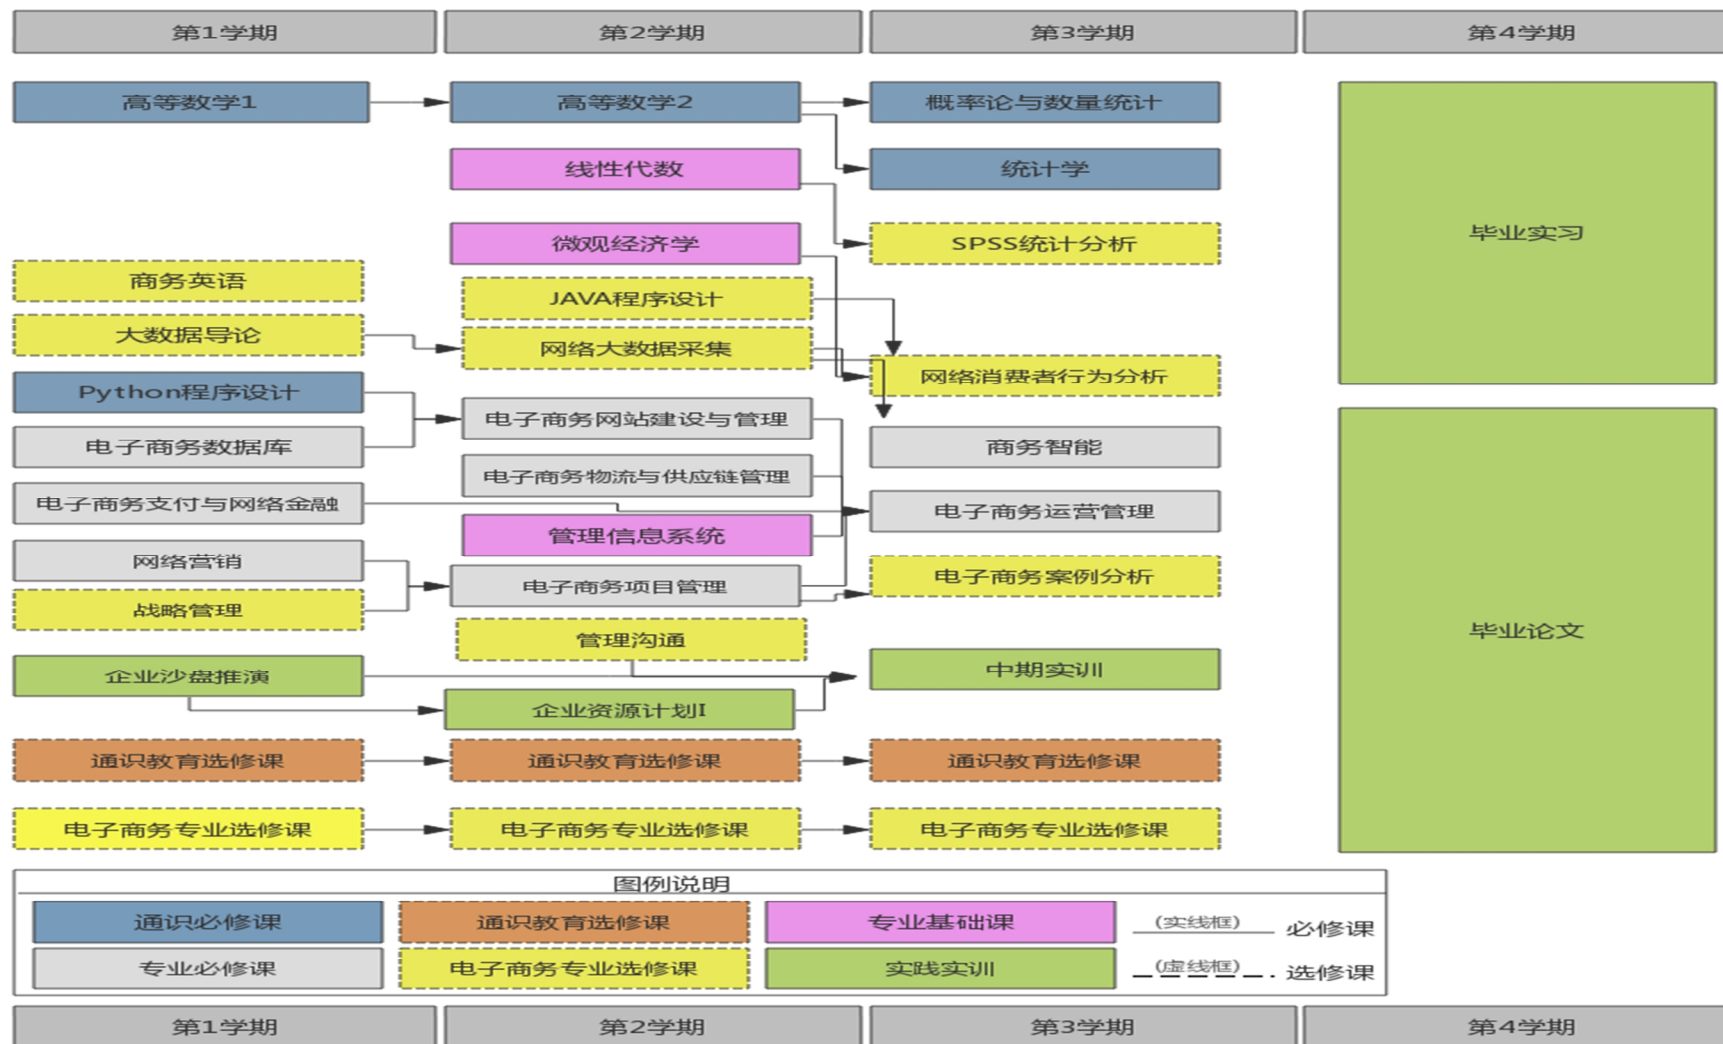 第1学期 第2学期 第3学期 第4学期
高等数学1 高等数学2 概率论与数量统计
线性代数 统计学
微观经济学 SPSS统计分析 毕业实习
商务英语 JAVA程序设计
大数据导论 网络大数据采集 网络消费者行为分析
Python程序设计 电子商务网站建设与管理
电子商务数据库 电子商务物流与供应链管理 商务智能
电子商务支付与网络金融 管理信息系统 电子商务运营管理
网络营销 电子商务项目管理 电子商务案例分析
战略管理 管理沟通 毕业论文
企业沙盘推演 中期实训
企业资源计划I
通识教育选修课 通识教育选修课 通识教育选修课
电子商务专业选修课 电子商务专业选修课 电子商务专业选修课
图例说明
通识必修课 通识教育选修课 专业基础课 (实线框) 必修课
专业必修课 电子商务专业选修课 实践实训 (虚线框) 选修课
第1学期 第2学期 第3学期 第4学期